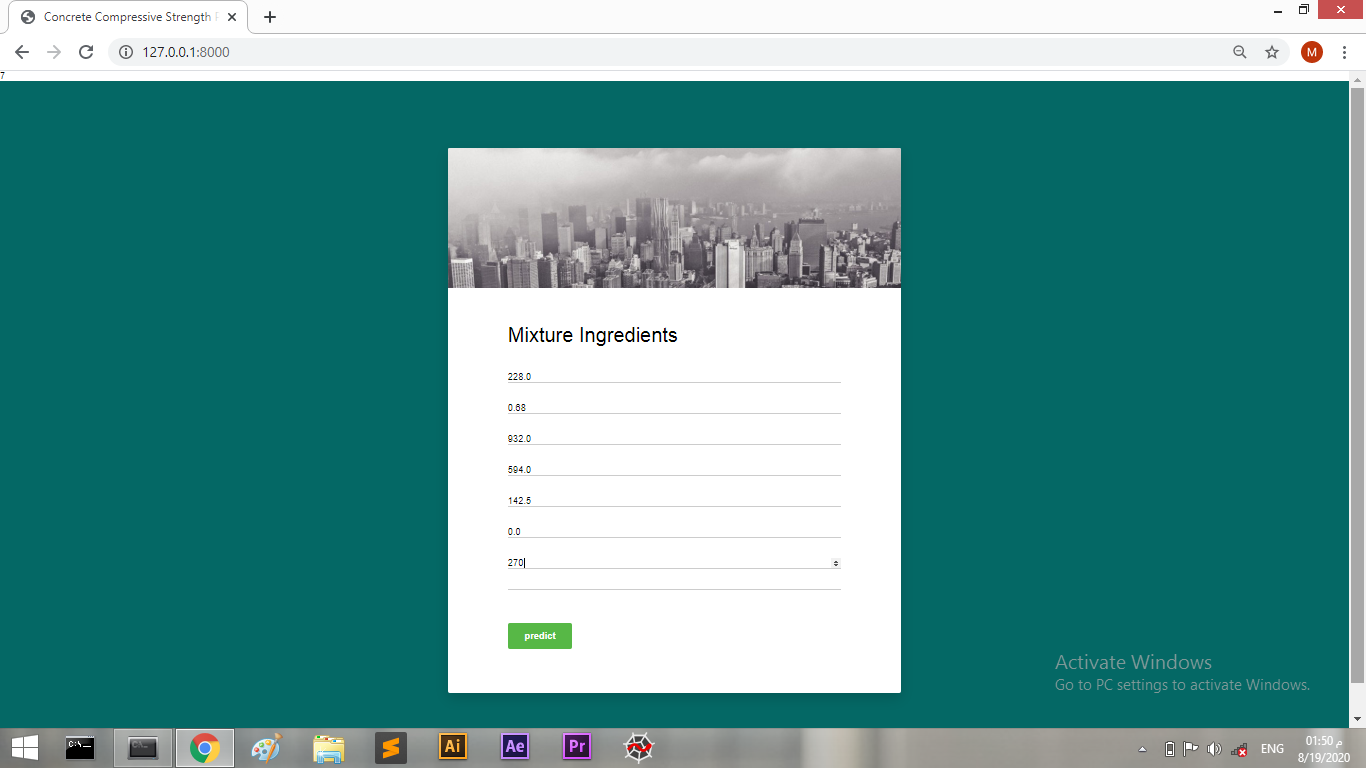 Concrete Compressive Strength
127.0.0.1:8000
M
7
Mixture Ingredients
228.0
0.68
932.0
594.0
142.5
0.0
270
predict
Activate Windows
Go to PC settings to activate Windows.
Ai
Ae
Pr
ENG
01:50 م
8/19/2020